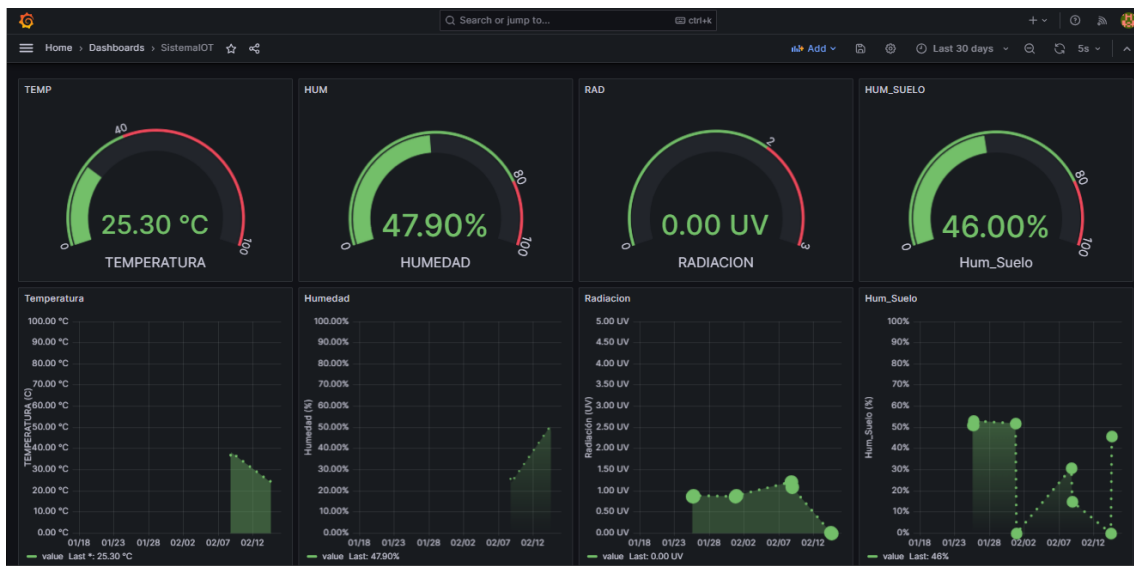 Search or jump to... ctrl+k
Home › Dashboards › SistemaIOT Add Last 30 days 5s
TEMP
40
0
100
25.30 °C
TEMPERATURA
HUM
80
0
100
47.90%
HUMEDAD
RAD
2
0
3
0.00 UV
RADIACION
HUM_SUELO
80
0
100
46.00%
Hum_Suelo
Temperatura
TEMPERATURA (C)
100.00 °C
90.00 °C
80.00 °C
70.00 °C
60.00 °C
50.00 °C
40.00 °C
30.00 °C
20.00 °C
10.00 °C
0.00 °C
01/18 01/23 01/28 02/02 02/07 02/12
value Last *: 25.30 °C
Humedad
Humedad (%)
100.00%
90.00%
80.00%
70.00%
60.00%
50.00%
40.00%
30.00%
20.00%
10.00%
0.00%
01/18 01/23 01/28 02/02 02/07 02/12
value Last: 47.90%
Radiacion
Radiación (UV)
5.00 UV
4.50 UV
4.00 UV
3.50 UV
3.00 UV
2.50 UV
2.00 UV
1.50 UV
1.00 UV
0.50 UV
0.00 UV
01/18 01/23 01/28 02/02 02/07 02/12
value Last: 0.00 UV
Hum_Suelo
Hum_Suelo (%)
100%
90%
80%
70%
60%
50%
40%
30%
20%
10%
0%
01/18 01/23 01/28 02/02 02/07 02/12
value Last: 46%